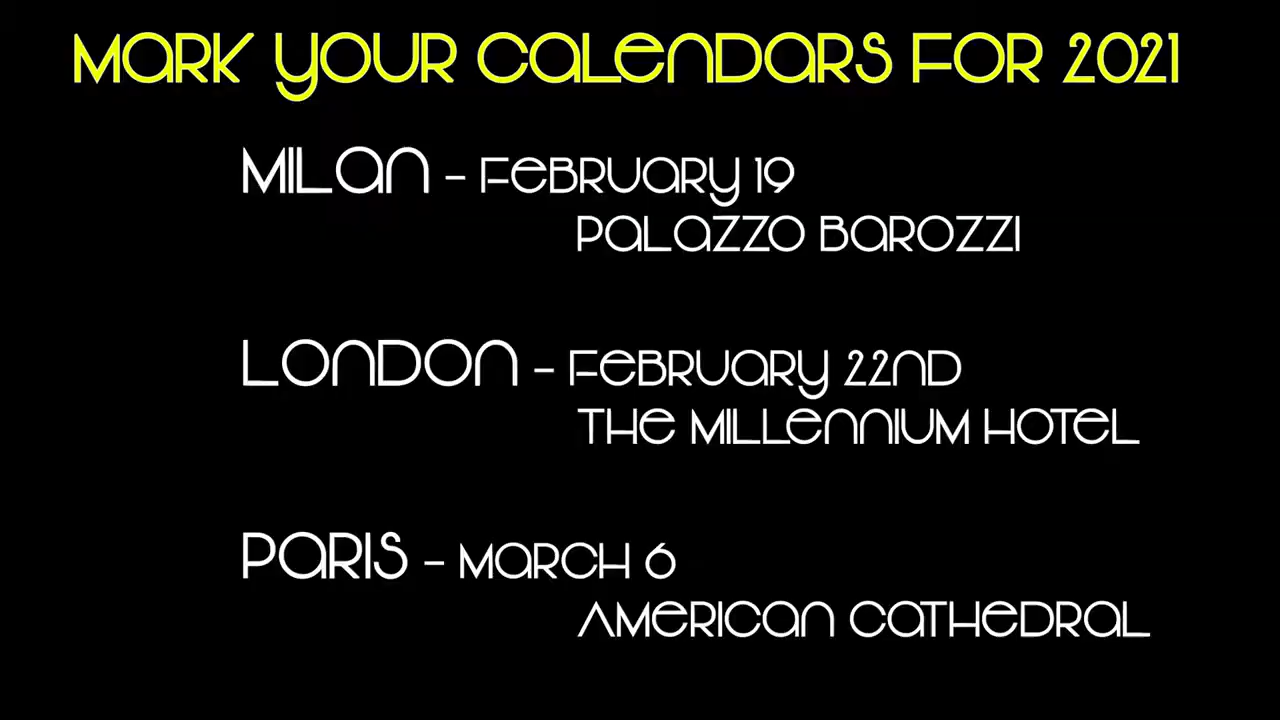 MARK YOUR CALENDARS FOR 2021
MILAN – FEBRUARY 19
PALAZZO BAROZZI
LONDON – FEBRUARY 22ND
THE MILLENNIUM HOTEL
PARIS – MARCH 6
AMERICAN CATHEDRAL